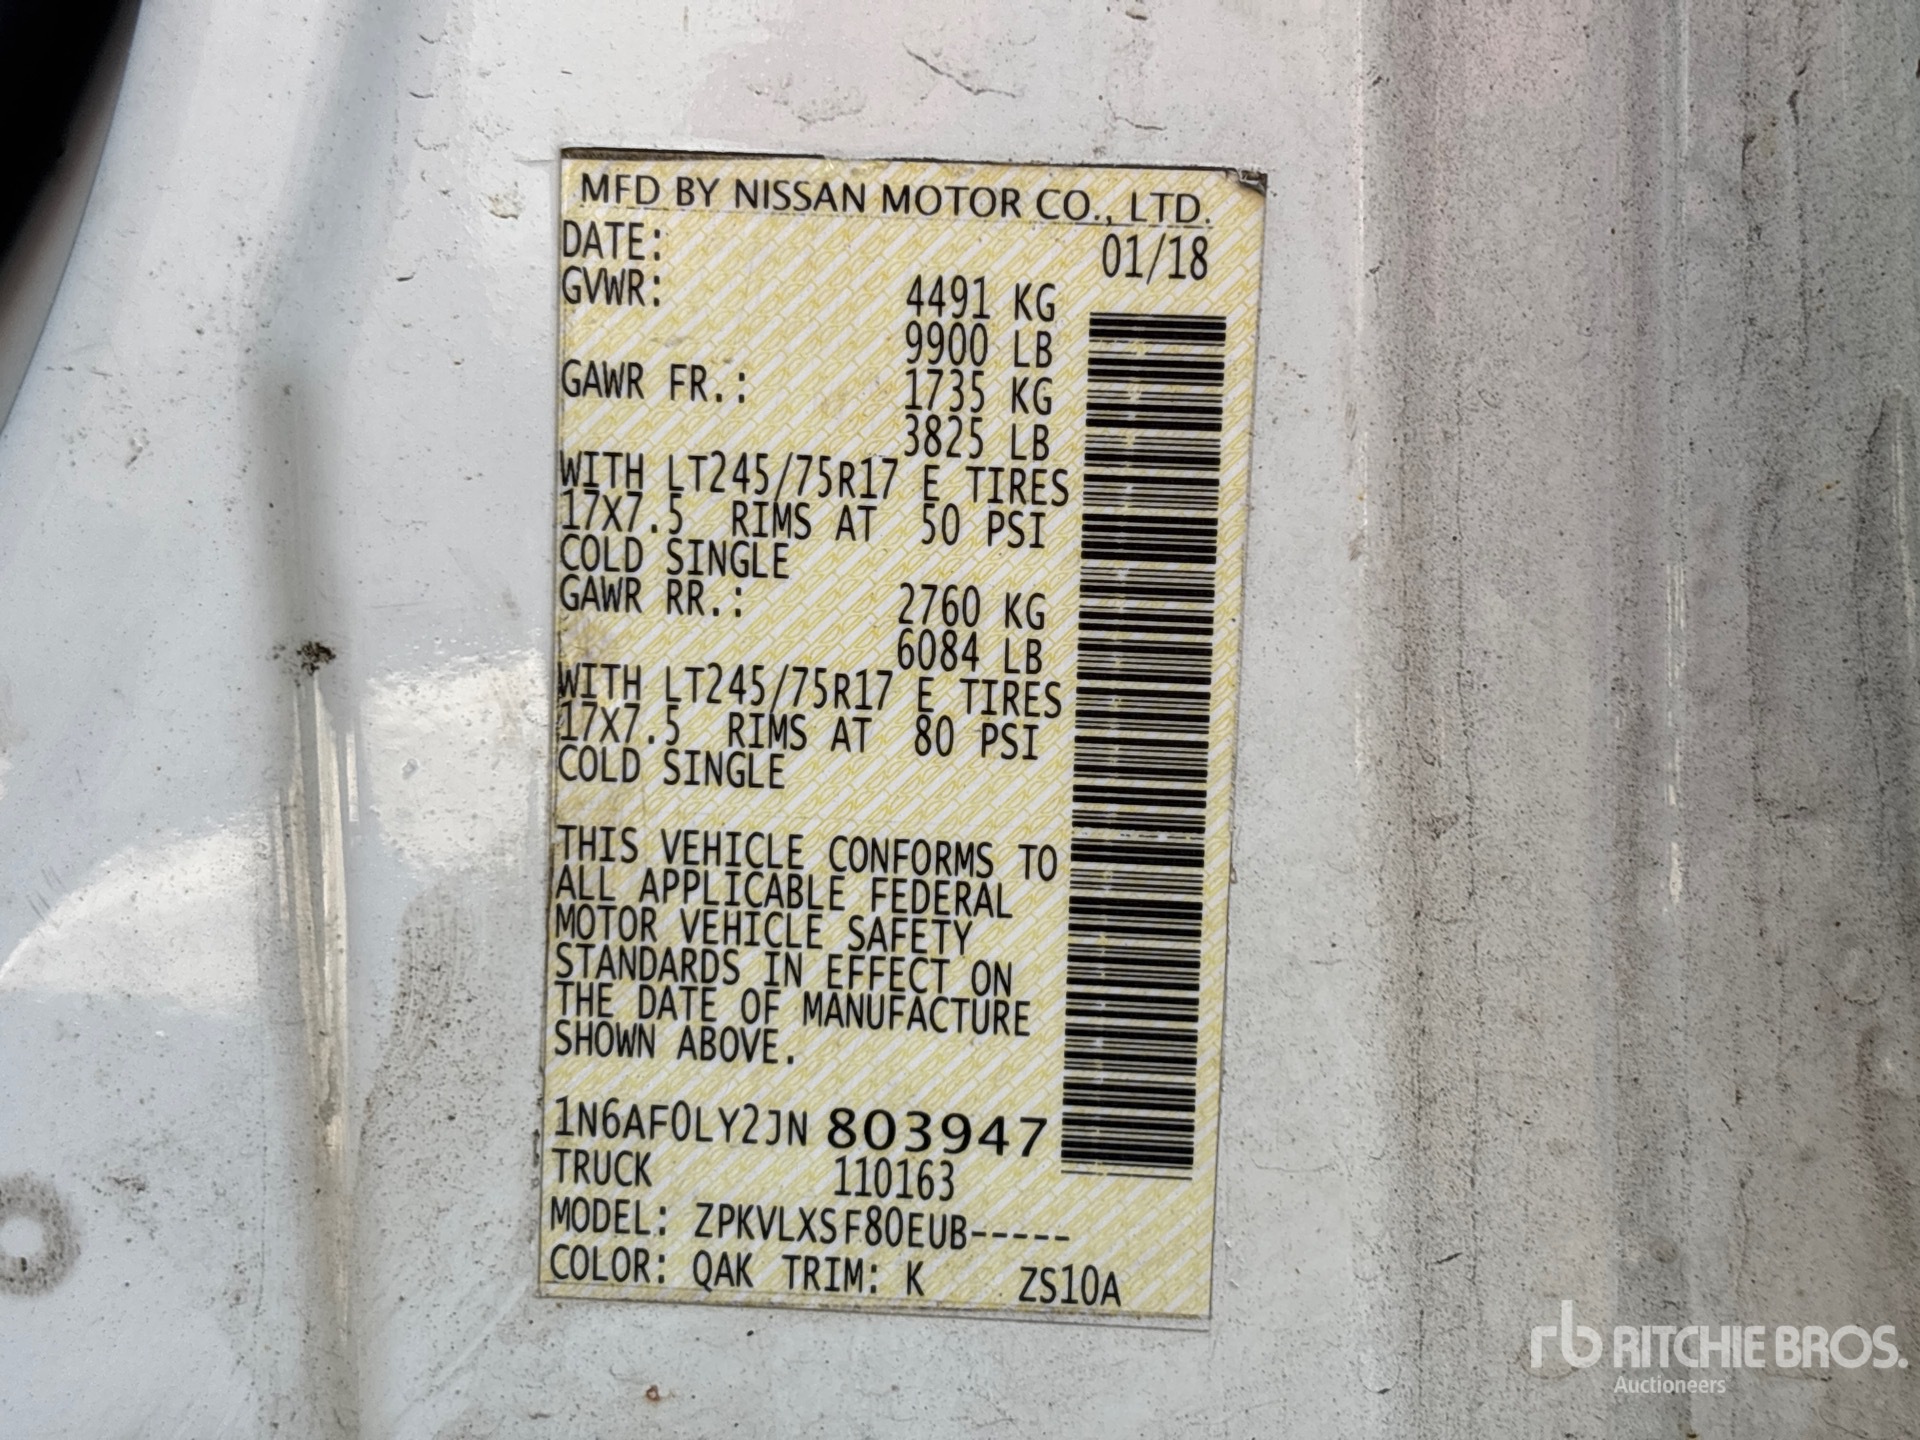 MFD BY NISSAN MOTOR CO., LTD.
DATE: 01/18
GVWR: 4491 KG
9900 LB
GAWR FR.: 1735 KG
3825 LB
WITH LT245/75R17 E TIRES
17X7.5 RIMS AT 50 PSI
COLD SINGLE
GAWR RR.: 2760 KG
6084 LB
WITH LT245/75R17 E TIRES
17X7.5 RIMS AT 80 PSI
COLD SINGLE
THIS VEHICLE CONFORMS TO
ALL APPLICABLE FEDERAL
MOTOR VEHICLE SAFETY
STANDARDS IN EFFECT ON
THE DATE OF MANUFACTURE
SHOWN ABOVE.
1N6AF0LY2JN 803947
TRUCK 110163
MODEL: ZPKVLXSF80EUB-----
COLOR: QAK TRIM: K ZS10A
rb RITCHIE BROS.
Auctioneers